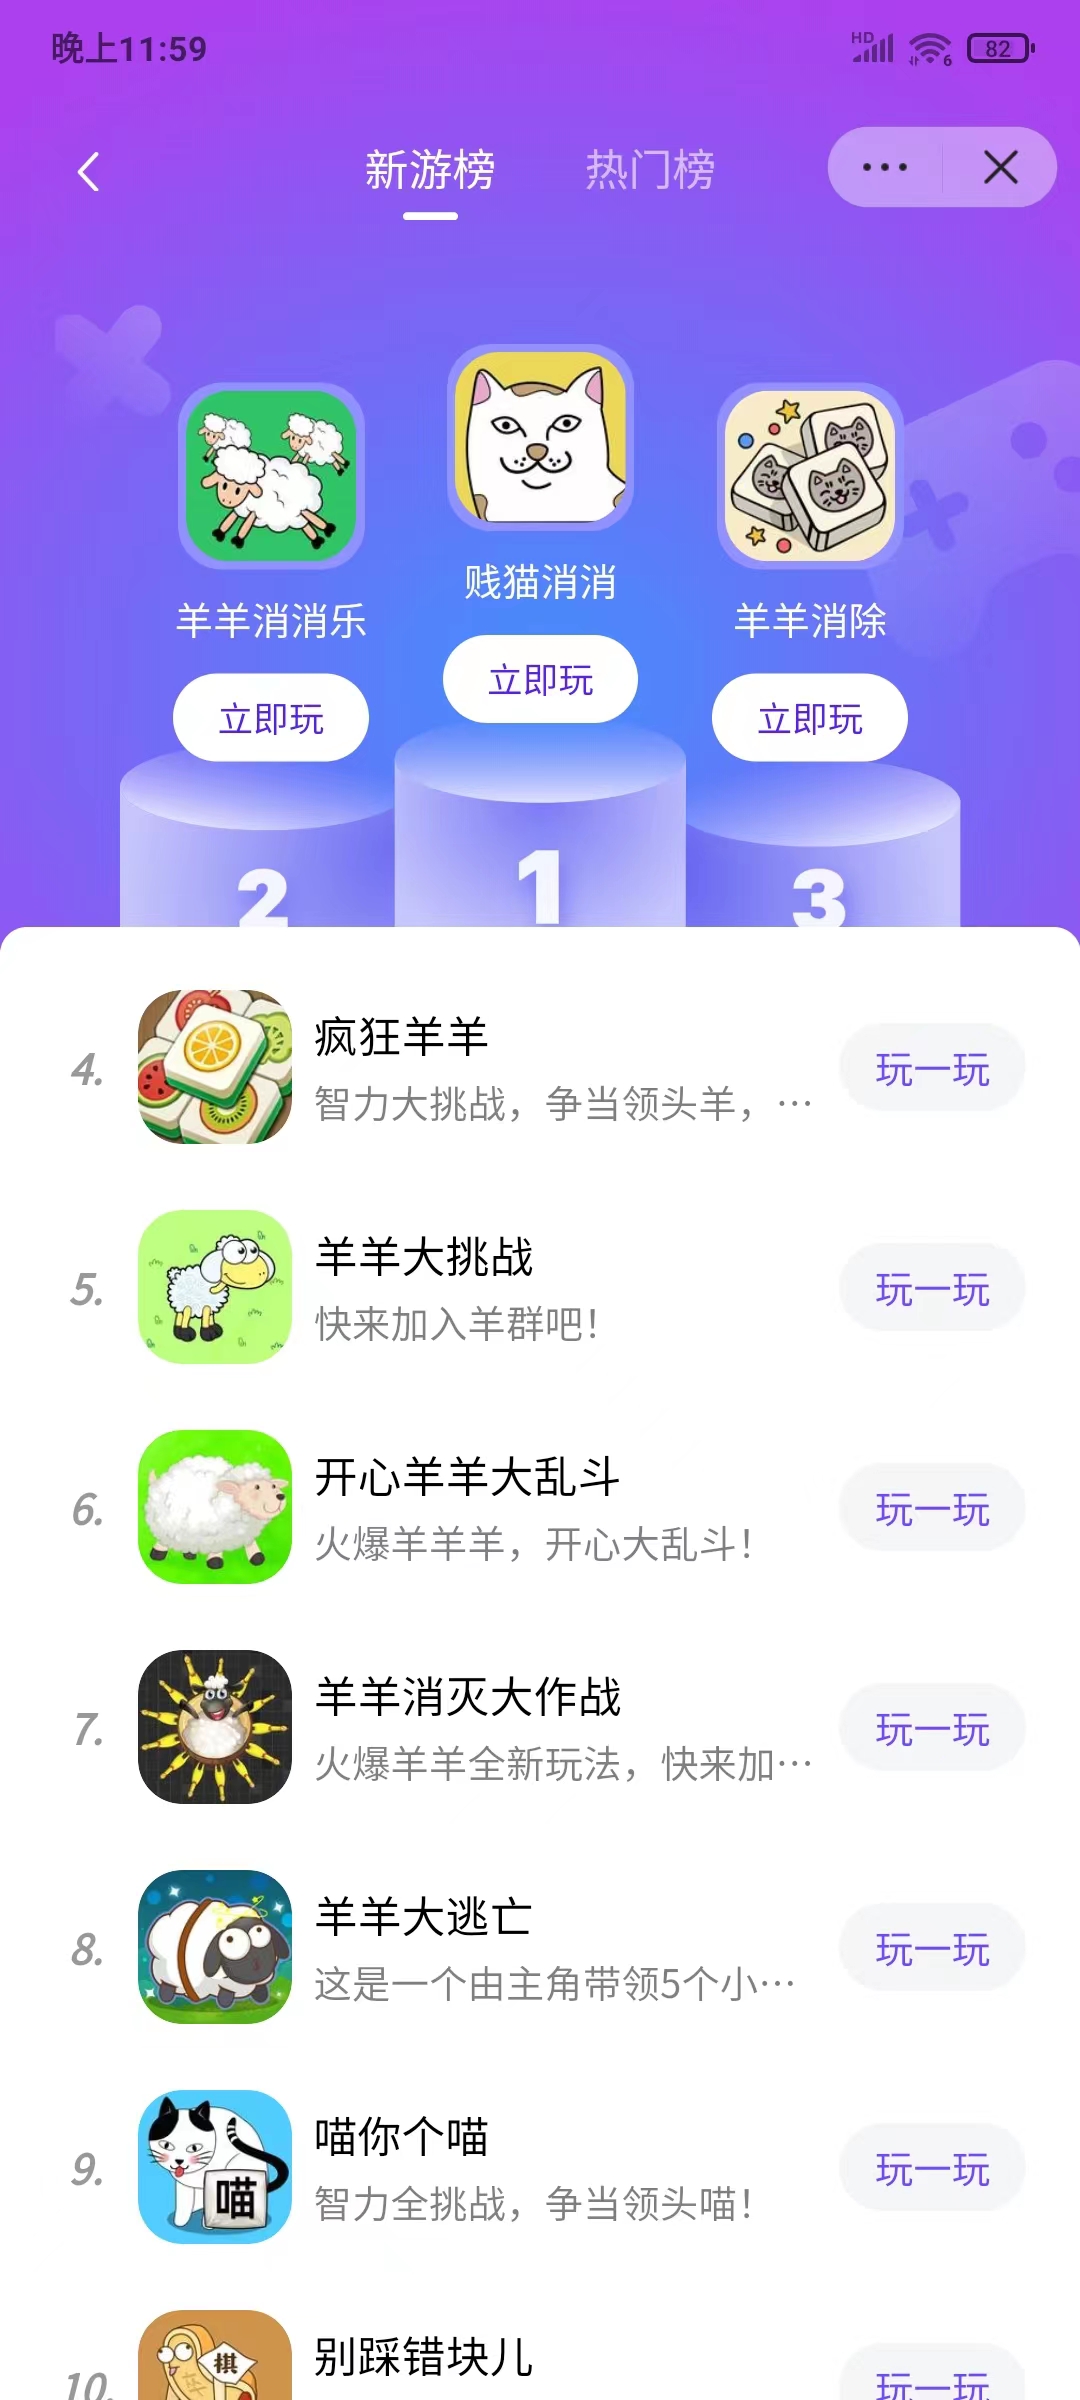 晚上11:59
HD
6
82
新游榜
热门榜
贱猫消消
立即玩
羊羊消消乐
立即玩
羊羊消除
立即玩
2
1
3
4.
疯狂羊羊
智力大挑战，争当领头羊，…
玩一玩
5.
羊羊大挑战
快来加入羊群吧！
玩一玩
6.
开心羊羊大乱斗
火爆羊羊羊，开心大乱斗！
玩一玩
7.
羊羊消灭大作战
火爆羊羊全新玩法，快来加…
玩一玩
8.
羊羊大逃亡
这是一个由主角带领5个小…
玩一玩
9.
喵
喵你个喵
智力全挑战，争当领头喵！
玩一玩
10.
棋
别踩错块儿
玩一玩